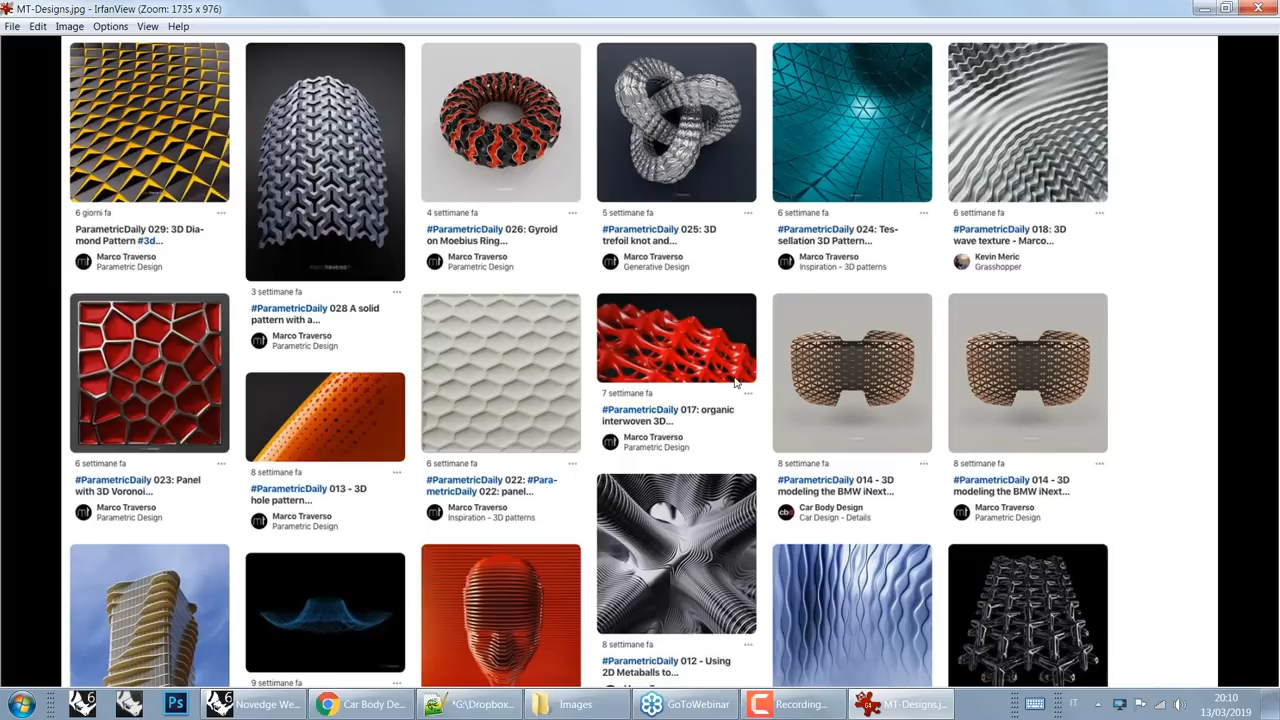 MT-Designs.jpg - IrfanView (Zoom: 1735 x 976)
File Edit Image Options View Help
6 giorni fa
ParametricDaily 029: 3D Dia-
mond Pattern #3d...
Marco Traverso
Parametric Design
3 settimane fa
#ParametricDaily 028 A solid
pattern with a...
Marco Traverso
Parametric Design
4 settimane fa
#ParametricDaily 026: Gyroid
on Moebius Ring...
Marco Traverso
Parametric Design
5 settimane fa
#ParametricDaily 025: 3D
trefoil knot and...
Marco Traverso
Generative Design
6 settimane fa
#ParametricDaily 024: Tes-
sellation 3D Pattern...
Marco Traverso
Inspiration - 3D patterns
6 settimane fa
#ParametricDaily 018: 3D
wave texture - Marco...
Kevin Meric
Grasshopper
6 settimane fa
#ParametricDaily 023: Panel
with 3D Voronoi...
Marco Traverso
Parametric Design
8 settimane fa
#ParametricDaily 013 - 3D
hole pattern...
Marco Traverso
Parametric Design
6 settimane fa
#ParametricDaily 022: #Para-
metricDaily 022: panel...
Marco Traverso
Inspiration - 3D patterns
7 settimane fa
#ParametricDaily 017: organic
interwoven 3D...
Marco Traverso
Parametric Design
8 settimane fa
#ParametricDaily 014 - 3D
modeling the BMW iNext...
cbd
Car Body Design
Car Design - Details
8 settimane fa
#ParametricDaily 014 - 3D
modeling the BMW iNext...
Marco Traverso
Parametric Design
9 settimane fa
8 settimane fa
#ParametricDaily 012 - Using
2D Metaballs to...
6 6 Ps 6 Novedge We... Car Body De... *G:\Dropbox... Images GoToWebinar Recording... MT-Designs.j... IT
20:10
13/03/2019